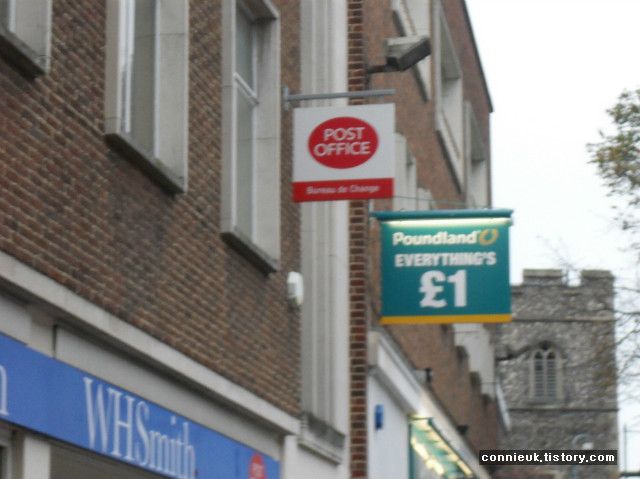 POST
OFFICE
Bureau de Change
Poundland
EVERYTHING'S
£1
WHSmith
connieuk.tistory.com